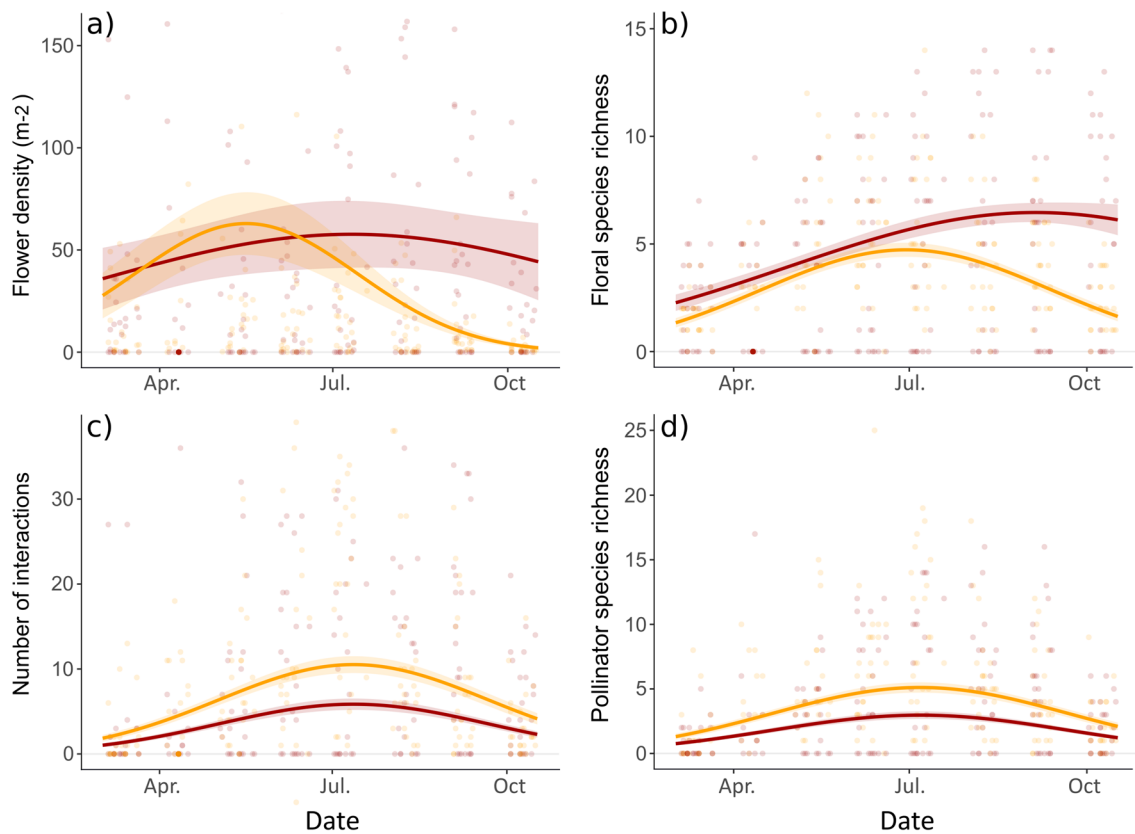 a)
Flower density (m-2 )
150
100
50
0
Apr.
Jul.
Oct
b)
Floral species richness
15
10
5
0
Apr.
Jul.
Oct
c)
Number of interactions
30
20
10
0
Apr.
Jul.
Oct
Date
d)
Pollinator species richness
25
20
15
10
5
0
Apr.
Jul.
Oct
Date